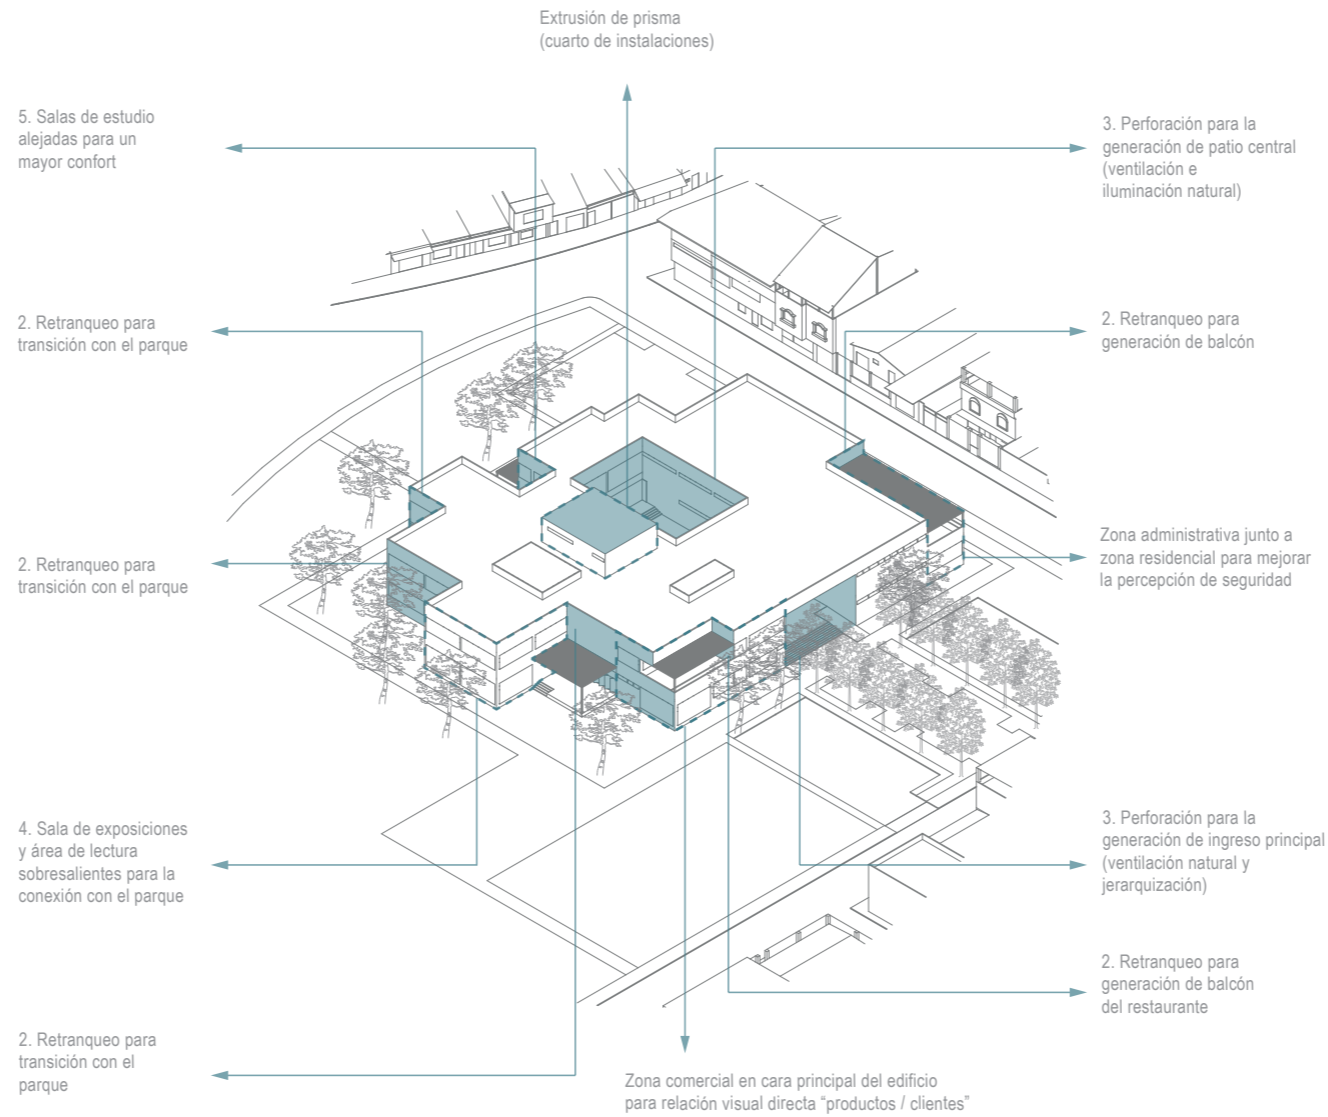 Extrusión de prisma
(cuarto de instalaciones)
5. Salas de estudio
alejadas para un
mayor confort
3. Perforación para la
generación de patio central
(ventilación e
iluminación natural)
2. Retranqueo para
transición con el parque
2. Retranqueo para
generación de balcón
2. Retranqueo para
transición con el parque
Zona administrativa junto a
zona residencial para mejorar
la percepción de seguridad
4. Sala de exposiciones
y área de lectura
sobresalientes para la
conexión con el parque
3. Perforación para la
generación de ingreso principal
(ventilación natural y
jerarquización)
2. Retranqueo para
generación de balcón
del restaurante
2. Retranqueo para
transición con el
parque
Zona comercial en cara principal del edificio
para relación visual directa “productos / clientes”